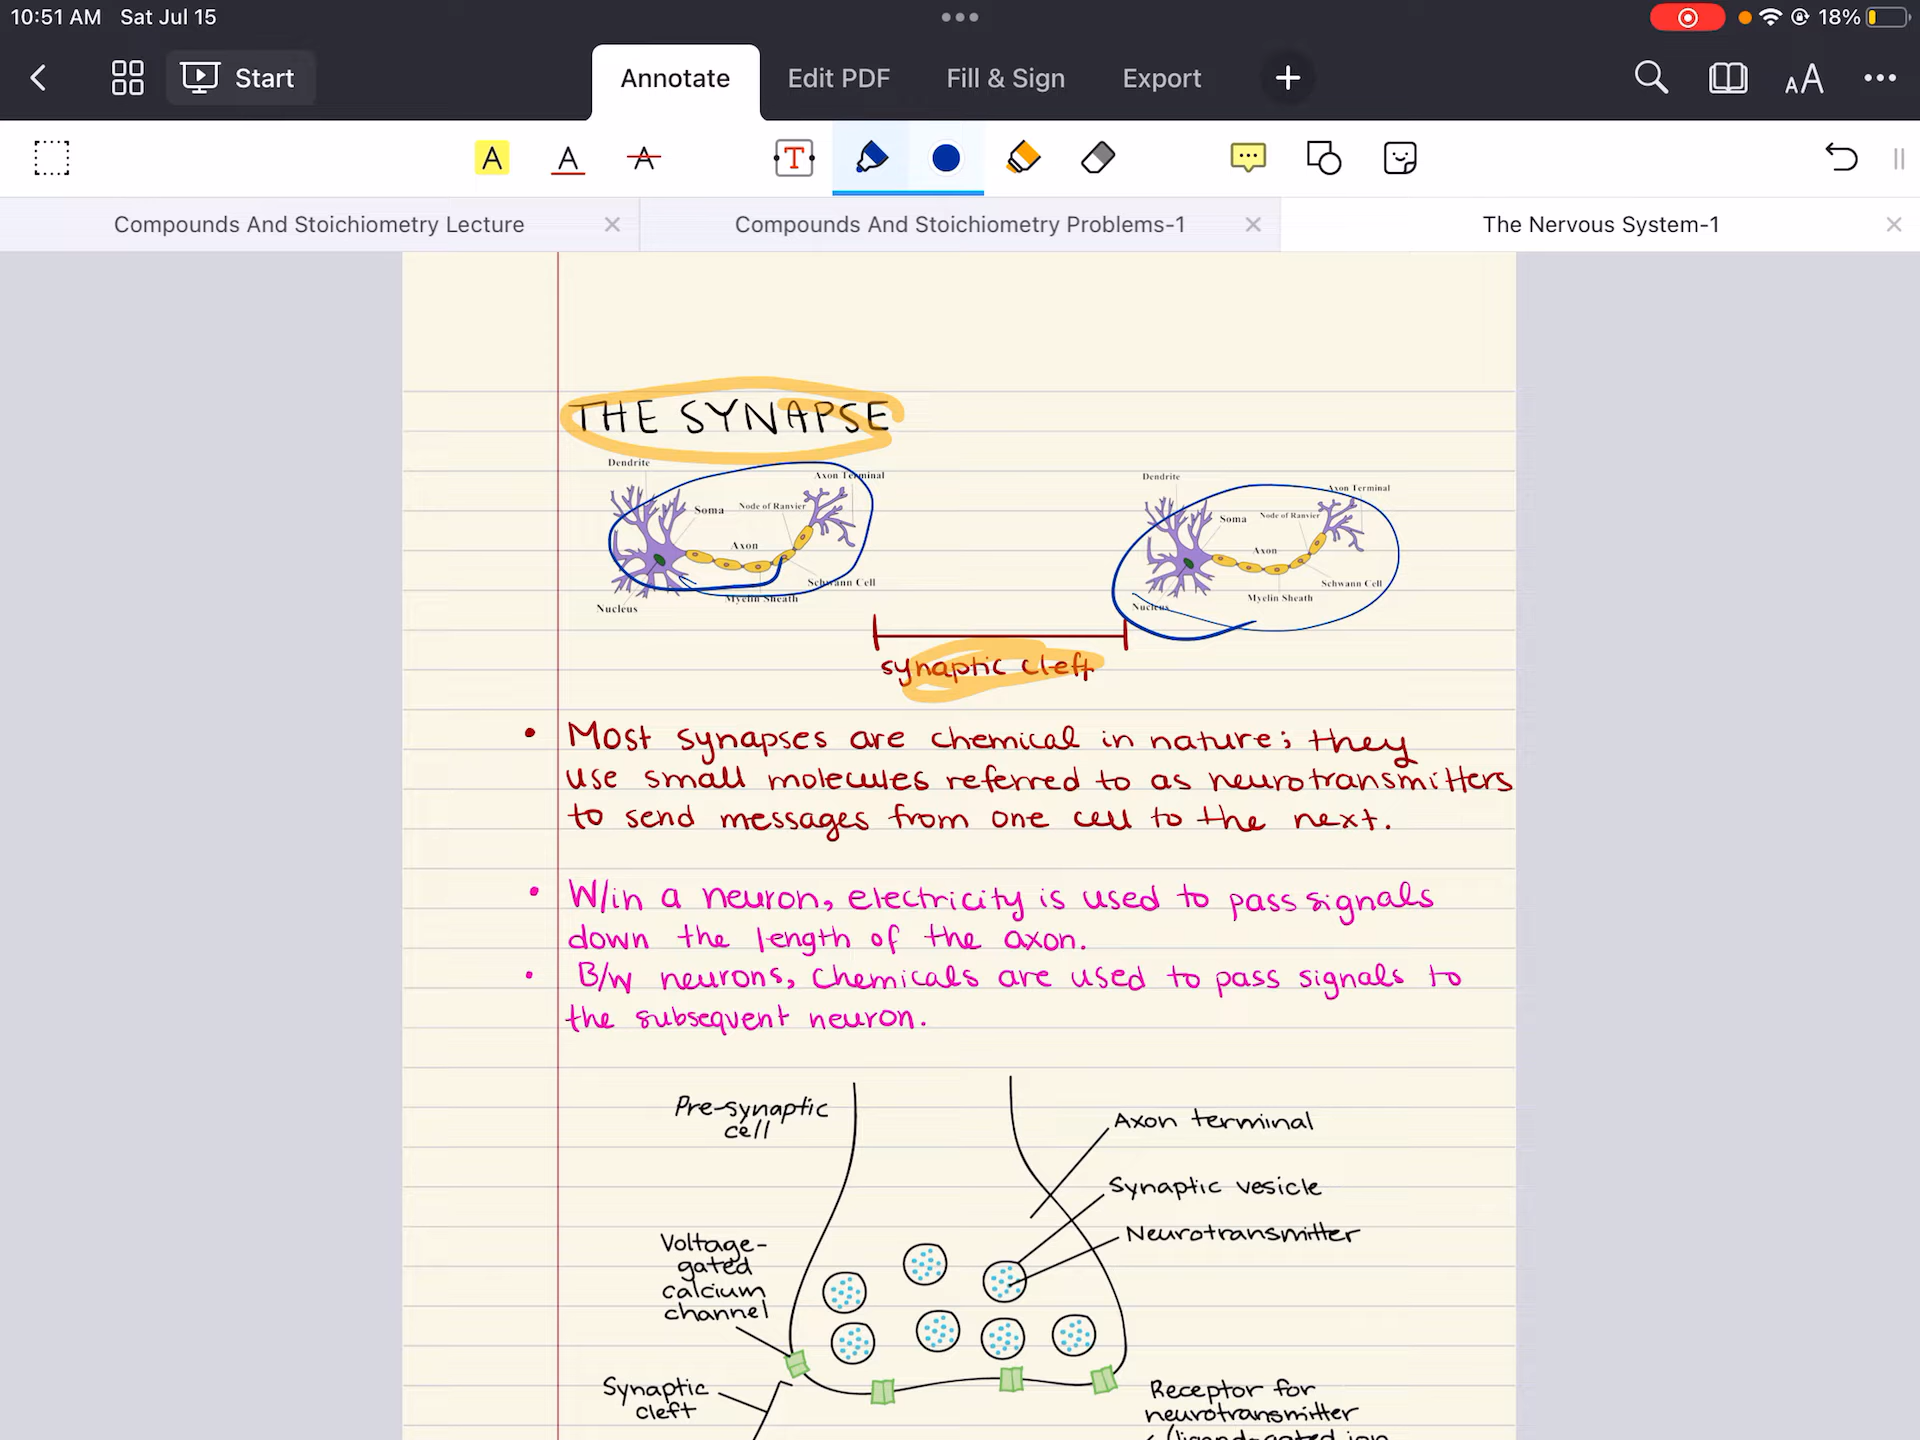 10:51 AM Sat Jul 15
18%
Start
Annotate
Edit PDF
Fill & Sign
Export
AA
A
A
A
T
Compounds And Stoichiometry Lecture
Compounds And Stoichiometry Problems-1
The Nervous System-1
THE SYNAPSE
Dendrite
Axon Terminal
Soma
Node of Ranvier
Axon
Schwann Cell
Myelin Sheath
Nucleus
Dendrite
Axon Terminal
Soma
Node of Ranvier
Axon
Schwann Cell
Myelin Sheath
Nucleus
synaptic cleft
• Most synapses are chemical in nature; they
use small molecules referred to as neurotransmitters
to send messages from one cell to the next.
• W/in a neuron, electricity is used to pass signals
down the length of the axon.
• B/w neurons, chemicals are used to pass signals to
the subsequent neuron.
Pre-synaptic
cell
Axon terminal
Synaptic vesicle
Neurotransmitter
Voltage-
gated
calcium
channel
Synaptic
cleft
Receptor for
neurotransmitter
(ligand-gated ion